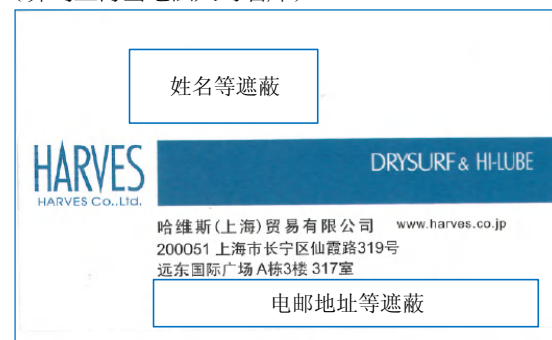 姓名等遮蔽
HARVES
HARVES Co.,Ltd.
DRYSURF & HI-LUBE
哈维斯(上海)贸易有限公司 www.harves.co.jp
200051 上海市长宁区仙霞路319号
远东国际广场A栋3楼 317室
电邮地址等遮蔽